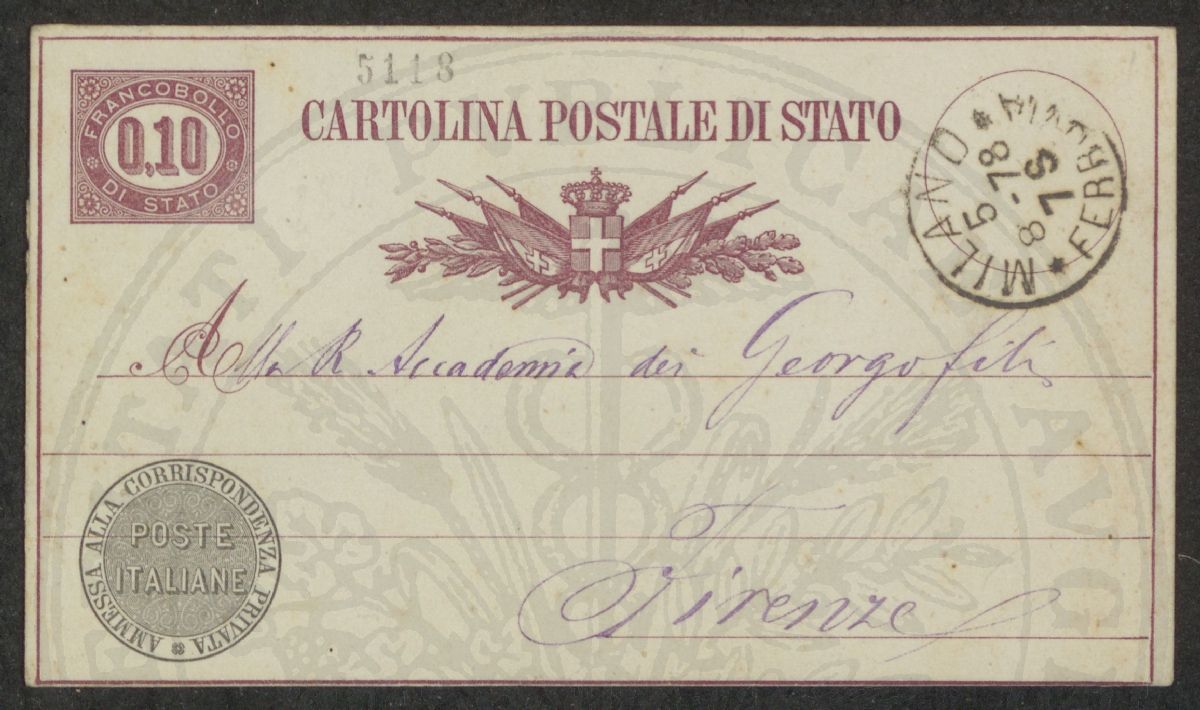 5118
FRANCOBOLLO
0,10
DI STATO
CARTOLINA POSTALE DI STATO
MILANO * FERROVIA *
5
8-78
7S
Alla R Accademia dei Georgofili
Firenze
AMMESSA ALLA CORRISPONDENZA PRIVATA
POSTE
ITALIANE